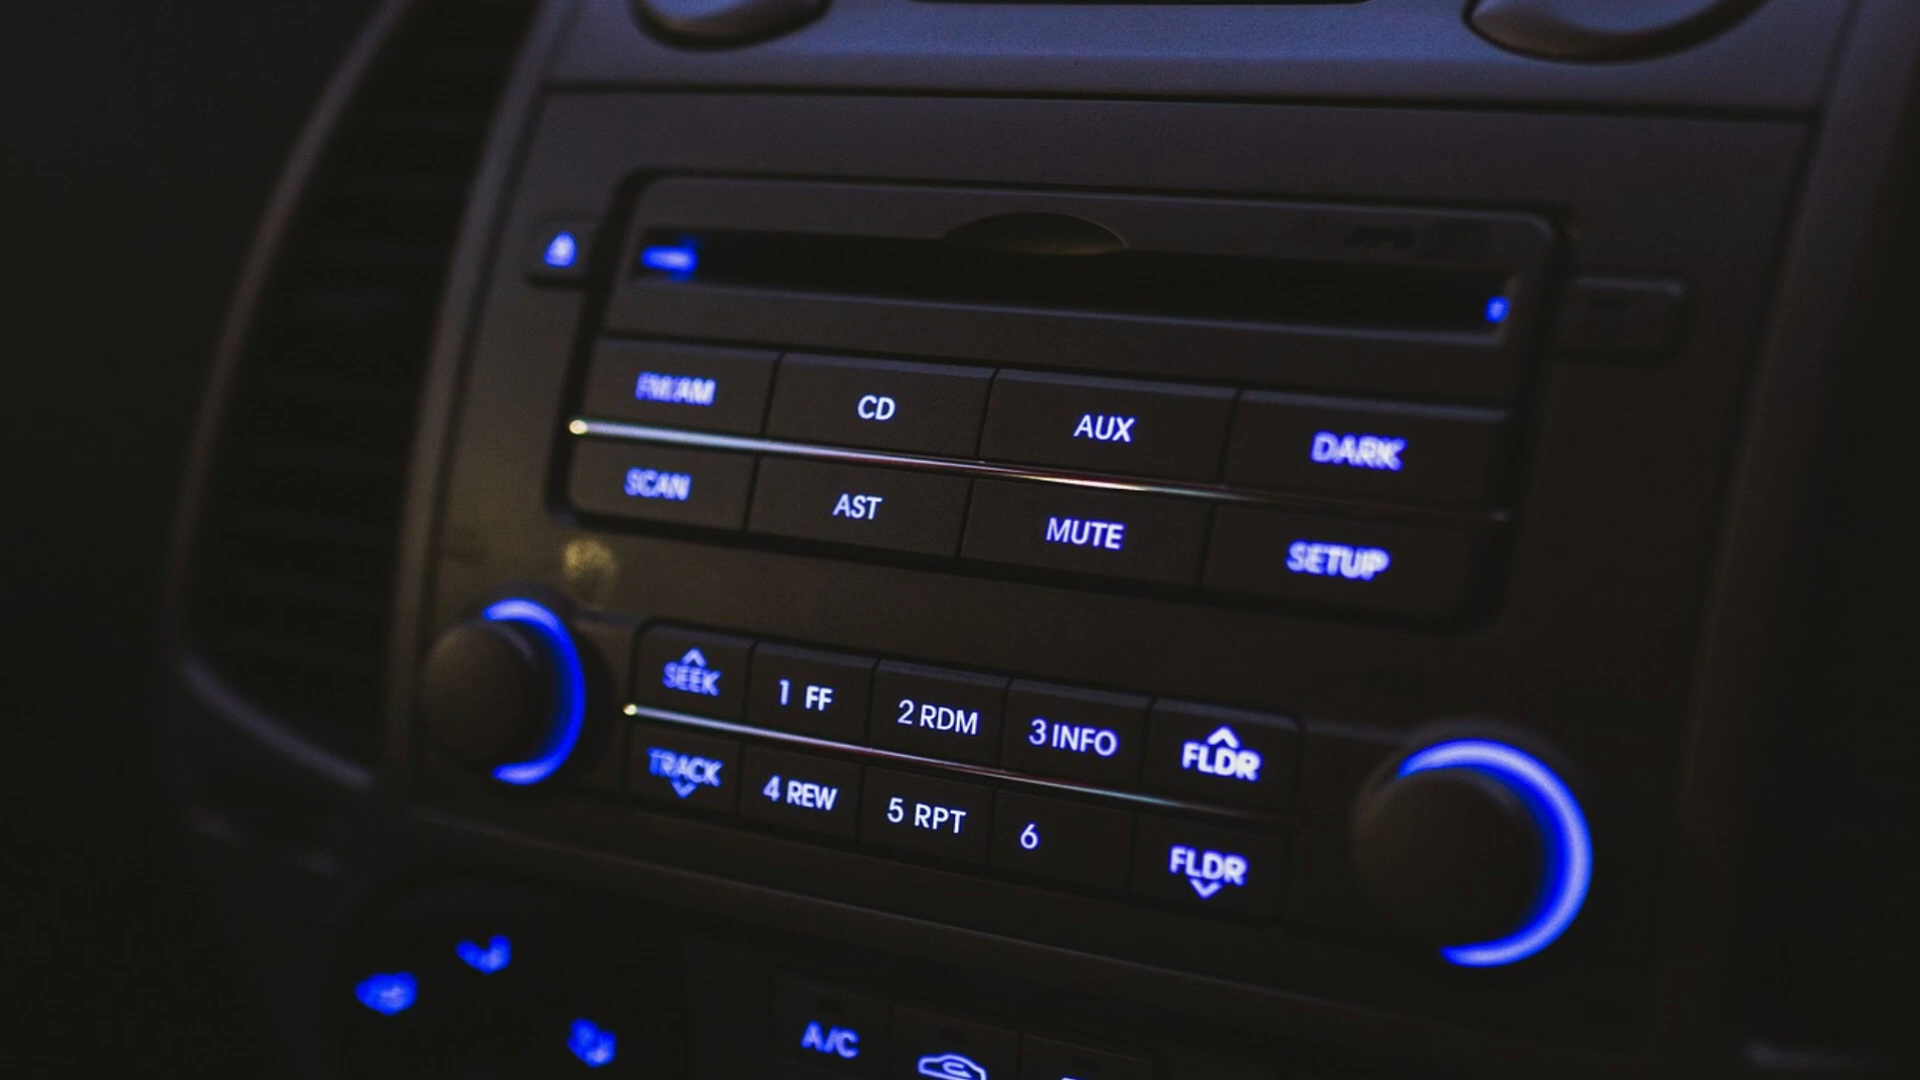 FM/AM
CD
AUX
DARK
SCAN
AST
MUTE
SETUP
SEEK
1 FF
2 RDM
3 INFO
FLDR
TRACK
4 REW
5 RPT
6
FLDR
A/C